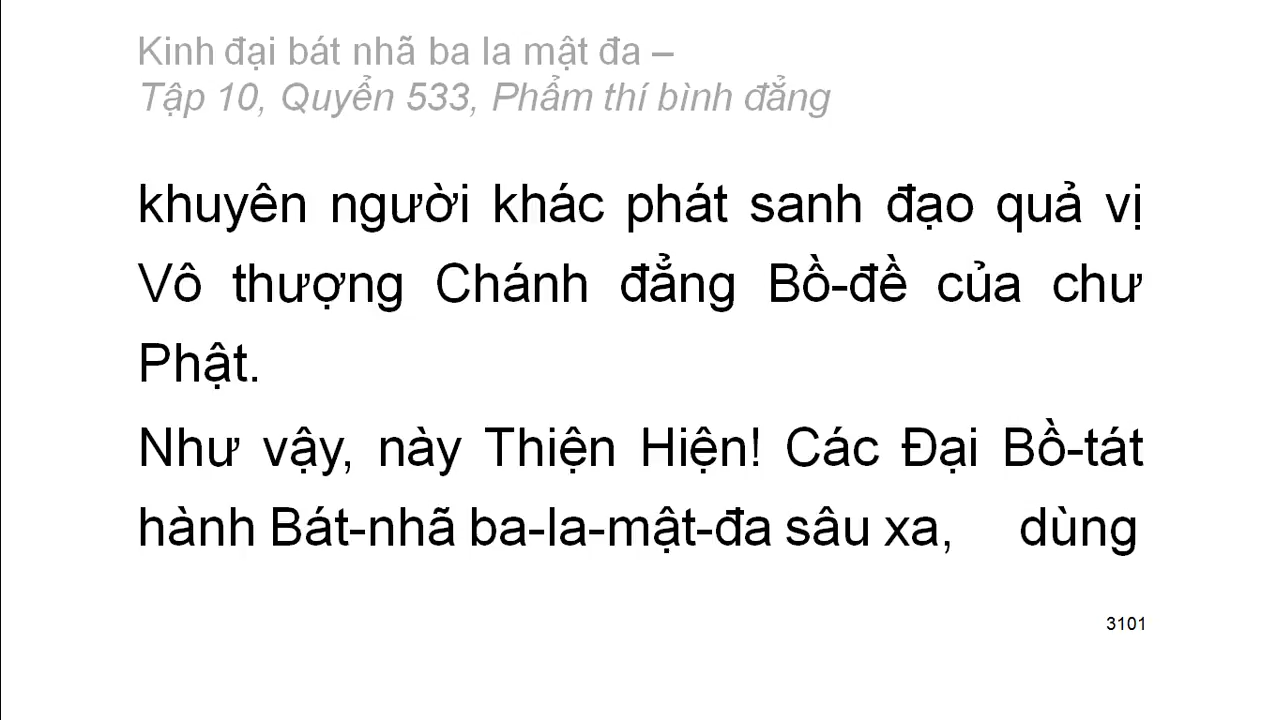 Kinh đại bát nhã ba la mật đa –
Tập 10, Quyển 533, Phẩm thí bình đẳng
khuyên người khác phát sanh đạo quả vị
Vô thượng Chánh đẳng Bồ-đề của chư
Phật.
Như vậy, này Thiện Hiện! Các Đại Bồ-tát
hành Bát-nhã ba-la-mật-đa sâu xa, dùng
3101